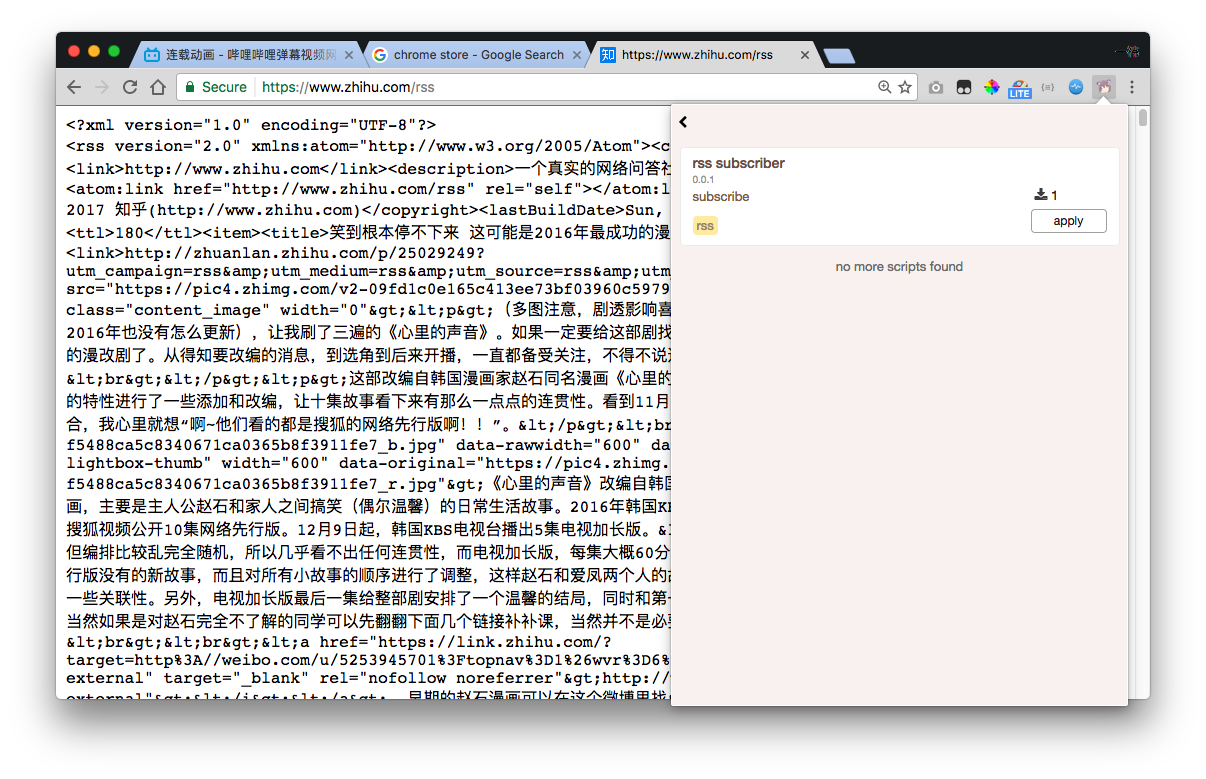 连载动画 - 哔哩哔哩弹幕视频网
chrome store - Google Search
https://www.zhihu.com/rss
Secure
https://www.zhihu.com/rss
LITE
<?xml version="1.0" encoding="UTF-8"?>
<rss version="2.0" xmlns:atom="http://www.w3.org/2005/Atom"><c
<link>http://www.zhihu.com</link><description>一个真实的网络问答社
<atom:link href="http://www.zhihu.com/rss" rel="self"></atom:l
2017 知乎(http://www.zhihu.com)</copyright><lastBuildDate>Sun,
<ttl>180</ttl><item><title>笑到根本停不下来 这可能是2016年最成功的漫
<link>http://zhuanlan.zhihu.com/p/25029249?
utm_campaign=rss&amp;utm_medium=rss&amp;utm_source=rss&amp;utm_
src="https://pic4.zhimg.com/v2-09fd1c0e165c413ee73bf03960c5979
class="content_image" width="0"&gt;&lt;p&gt;（多图注意，剧透影响喜
2016年也没有怎么更新），让我刷了三遍的《心里的声音》。如果一定要给这部剧找
的漫改剧了。从得知要改编的消息，到选角到后来开播，一直都备受关注，不得不说
&lt;br&gt;&lt;/p&gt;&lt;p&gt;这部改编自韩国漫画家赵石同名漫画《心里的
的特性进行了一些添加和改编，让十集故事看下来有那么一点点的连贯性。看到11月
合，我心里就想“啊~他们看的都是搜狐的网络先行版啊！！”。&lt;/p&gt;&lt;br
f5488ca5c8340671ca0365b8f3911fe7_b.jpg" data-rawwidth="600" da
lightbox-thumb" width="600" data-original="https://pic4.zhimg.
f5488ca5c8340671ca0365b8f3911fe7_r.jpg"&gt;《心里的声音》改编自韩国
画，主要是主人公赵石和家人之间搞笑（偶尔温馨）的日常生活故事。2016年韩国K
搜狐视频公开10集网络先行版。12月9日起，韩国KBS电视台播出5集电视加长版。&l
但编排比较乱完全随机，所以几乎看不出任何连贯性，而电视加长版，每集大概60分
行版没有的新故事，而且对所有小故事的顺序进行了调整，这样赵石和爱凤两个人的
一些关联性。另外，电视加长版最后一集给整部剧安排了一个温馨的结局，同时和第
当然如果是对赵石完全不了解的同学可以先翻翻下面几个链接补补课，当然并不是必
&lt;br&gt;&lt;br&gt;&lt;a href="https://link.zhihu.com/?
target=http%3A//weibo.com/u/5253945701%3Ftopnav%3D1%26wvr%3D6%
external" target="_blank" rel="nofollow noreferrer"&gt;http://
external"&gt;&lt;/i&gt;&lt;/a&gt; 早期的赵石漫画可以在这个微博里找
rss subscriber
0.0.1
subscribe
1
rss
apply
no more scripts found